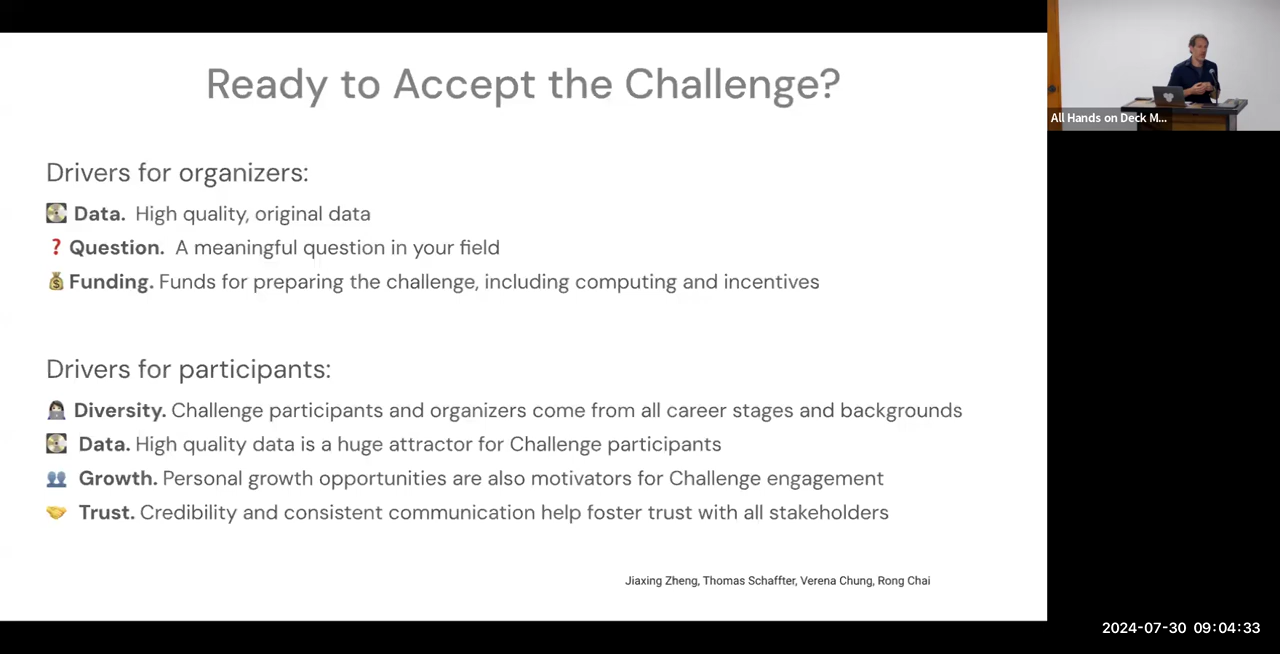 Ready to Accept the Challenge?
All Hands on Deck M...
Drivers for organizers:
Data. High quality, original data
❓ Question. A meaningful question in your field
💰 Funding. Funds for preparing the challenge, including computing and incentives
Drivers for participants:
Diversity. Challenge participants and organizers come from all career stages and backgrounds
Data. High quality data is a huge attractor for Challenge participants
Growth. Personal growth opportunities are also motivators for Challenge engagement
Trust. Credibility and consistent communication help foster trust with all stakeholders
Jiaxing Zheng, Thomas Schaffter, Verena Chung, Rong Chai
2024-07-30 09:04:33